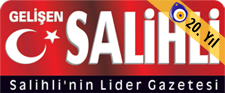 GELİŞEN
SALİHLİ
20. Yıl
Salihli'nin Lider Gazetesi